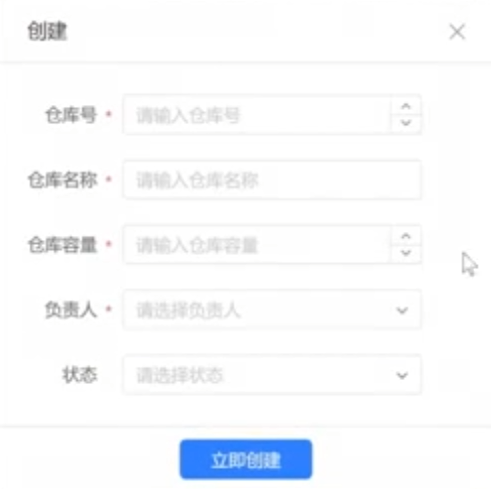 创建
仓库号 * 请输入仓库号
仓库名称 * 请输入仓库名称
仓库容量 * 请输入仓库容量
负责人 * 请选择负责人
状态 请选择状态
立即创建